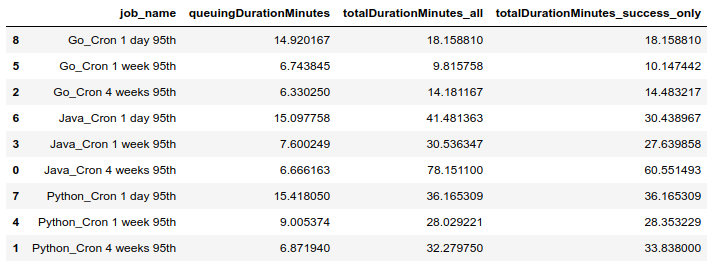 job_name queuingDurationMinutes totalDurationMinutes_all totalDurationMinutes_success_only
8 Go_Cron 1 day 95th 14.920167 18.158810 18.158810
5 Go_Cron 1 week 95th 6.743845 9.815758 10.147442
2 Go_Cron 4 weeks 95th 6.330250 14.181167 14.483217
6 Java_Cron 1 day 95th 15.097758 41.481363 30.438967
3 Java_Cron 1 week 95th 7.600249 30.536347 27.639858
0 Java_Cron 4 weeks 95th 6.666163 78.151100 60.551493
7 Python_Cron 1 day 95th 15.418050 36.165309 36.165309
4 Python_Cron 1 week 95th 9.005374 28.029221 28.353229
1 Python_Cron 4 weeks 95th 6.871940 32.279750 33.838000